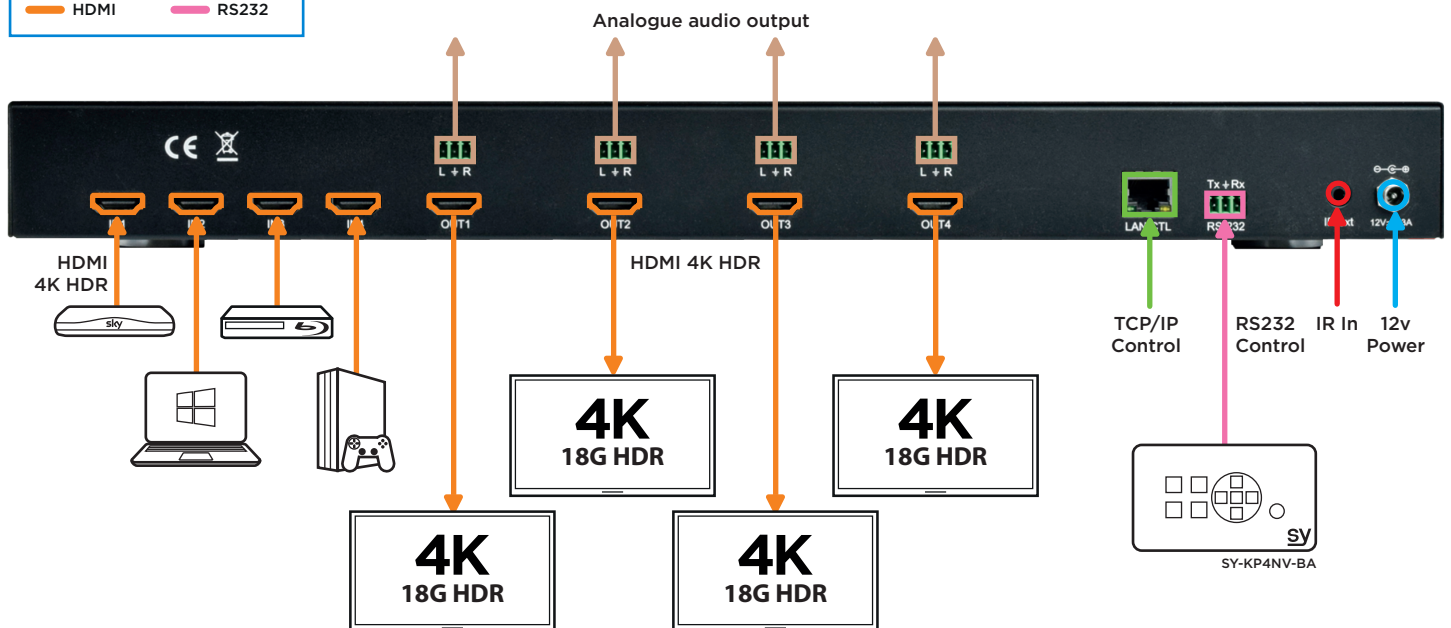 HDMI
RS232
Analogue audio output
L R
L R
L R
L R
Tx Rx
OUT1
OUT2
OUT3
OUT4
HDMI
4K HDR
HDMI 4K HDR
sky
TCP/IP
Control
RS232
Control
IR In
12v
Power
4K
18G HDR
4K
18G HDR
4K
18G HDR
4K
18G HDR
sy
SY-KP4NV-BA